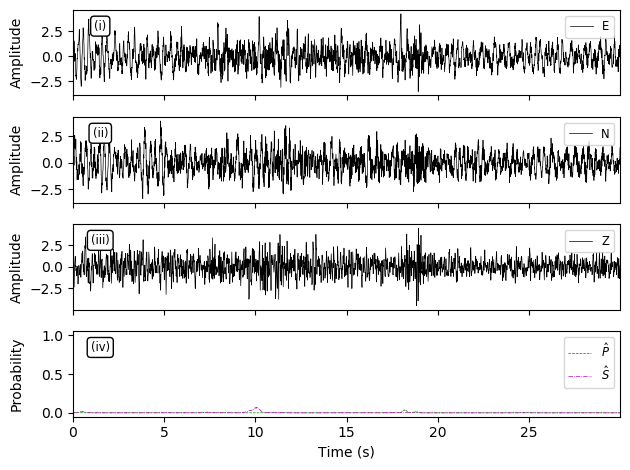 (i)
E
Amplitude
2.5
0.0
−2.5
(ii)
N
Amplitude
2.5
0.0
−2.5
(iii)
Z
Amplitude
2.5
0.0
−2.5
(iv)
P̂
Ŝ
Probability
1.0
0.5
0.0
0 5 10 15 20 25
Time (s)